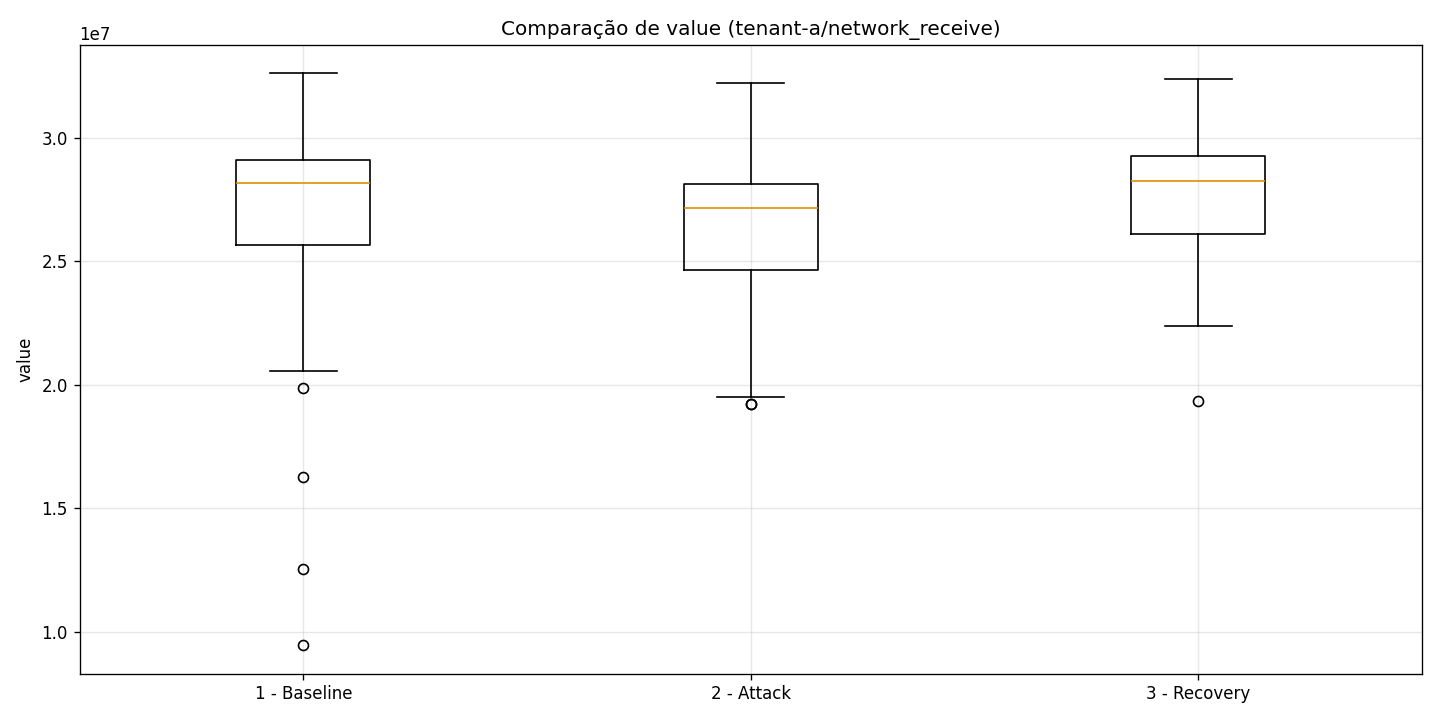 Comparação de value (tenant-a/network_receive)
1e7
3.0
2.5
2.0
1.5
1.0
value
1 - Baseline
2 - Attack
3 - Recovery